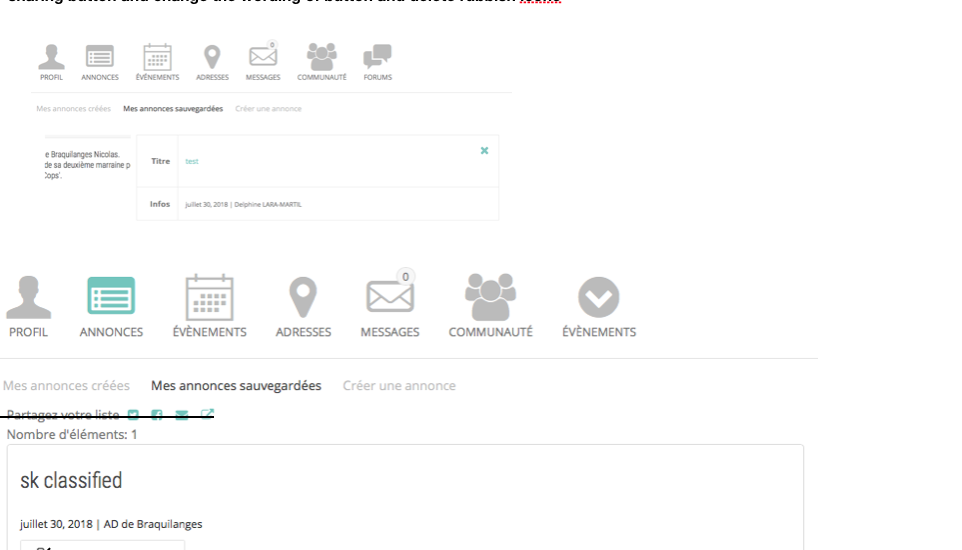 sharing button and change the wording of button and delete rubbish
0
PROFIL ANNONCES ÉVÈNEMENTS ADRESSES MESSAGES COMMUNAUTÉ FORUMS
Mes annonces créées Mes annonces sauvegardées Créer une annonce
e Braquilanges Nicolas.
de sa deuxième marraine p
Cops'.
Titre test
Infos juillet 30, 2018 | Delphine LARA-MARTIL
0
PROFIL ANNONCES ÉVÈNEMENTS ADRESSES MESSAGES COMMUNAUTÉ ÉVÈNEMENTS
Mes annonces créées Mes annonces sauvegardées Créer une annonce
Partagez votre liste
Nombre d'éléments: 1
sk classified
juillet 30, 2018 | AD de Braquilanges